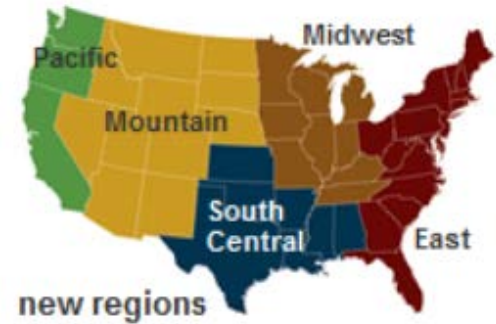 Midwest
Pacific
Mountain
South
Central
East
new regions